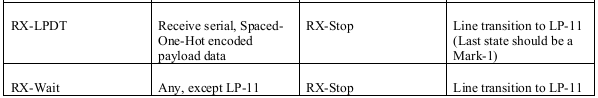 RX-LPDT Receive serial, Spaced- RX-Stop Line transition to LP-11
One-Hot encoded (Last state should be a
payload data Mark-1)
RX-Wait Any, except LP-11 RX-Stop Line transition to LP-11